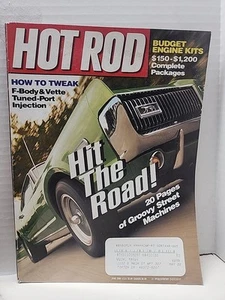 HOT ROD
BUDGET
ENGINE KITS
$150-$1,200
Complete
Packages
HOW TO TWEAK
F-Body & Vette
Tuned-Port
Injection
Hit
The
Road!
20 Pages
of Groovy Street
Machines